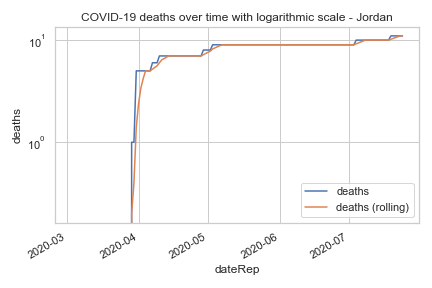 COVID-19 deaths over time with logarithmic scale - Jordan
10¹
10⁰
deaths
deaths
deaths (rolling)
2020-03
2020-04
2020-05
2020-06
2020-07
dateRep